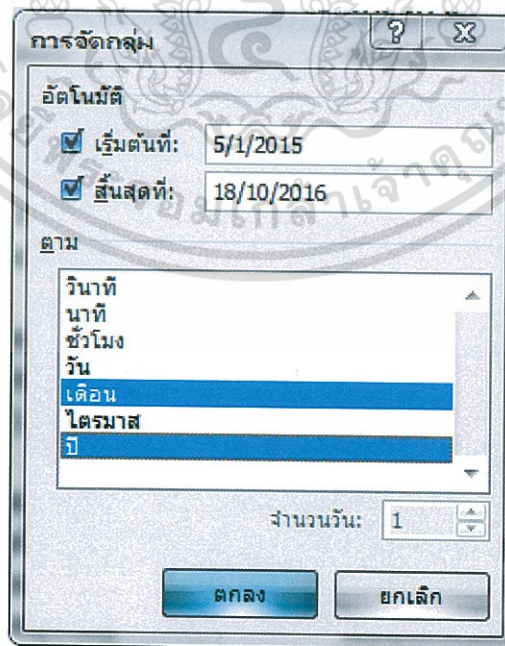 การจัดกลุ่ม
อัตโนมัติ
เริ่มต้นที่: 5/1/2015
สิ้นสุดที่: 18/10/2016
ตาม
วินาที
นาที
ชั่วโมง
วัน
เดือน
ไตรมาส
ปี
จำนวนวัน: 1
ตกลง ยกเลิก